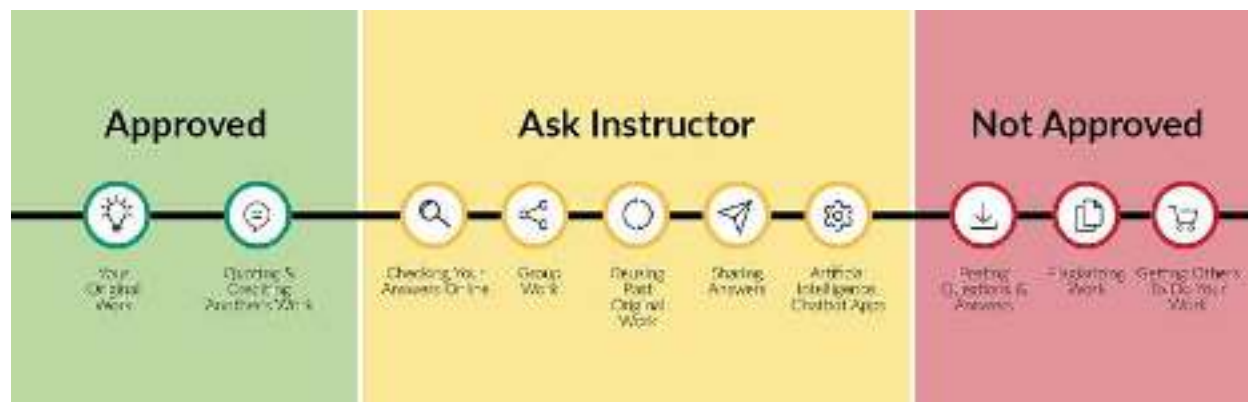 Approved
Ask Instructor
Not Approved
Your
Original
Work
Quoting &
Crediting
Another's Work
Checking Your
Answers Online
Group
Work
Reusing
Past
Original
Work
Sharing
Answers
Artificial
Intelligence
Chatbot Apps
Posting
Questions &
Answers
Plagiarizing
Work
Getting Others
To Do Your
Work